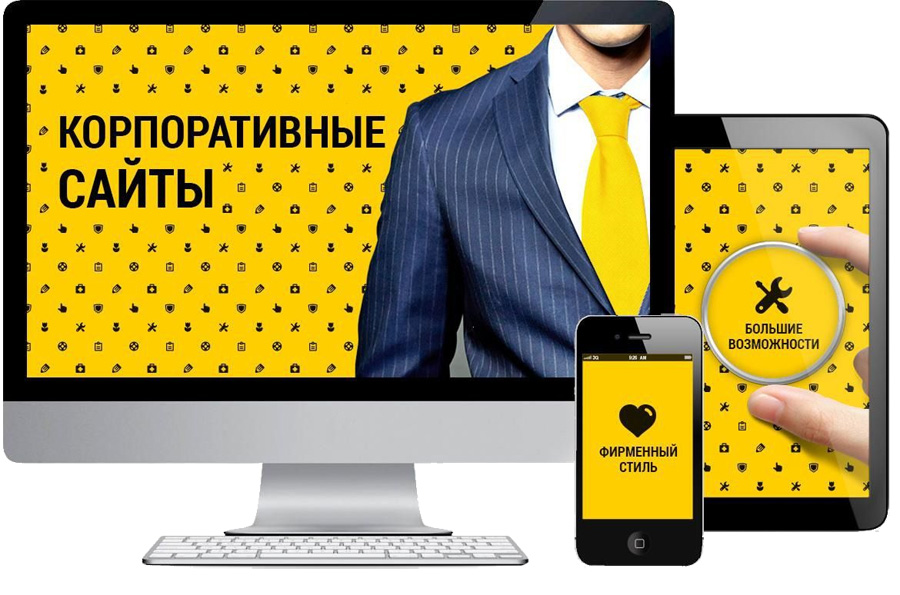 КОРПОРАТИВНЫЕ
САЙТЫ
БОЛЬШИЕ
ВОЗМОЖНОСТИ
ФИРМЕННЫЙ
СТИЛЬ